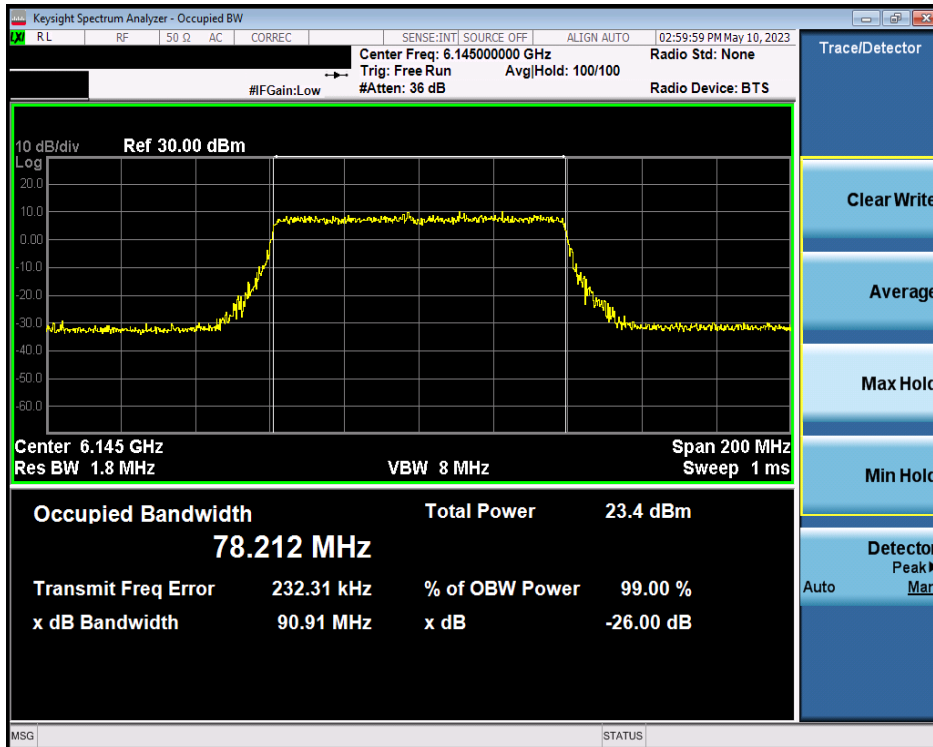 Keysight Spectrum Analyzer - Occupied BW
LXI RL RF 50 Ω AC CORREC SENSE:INT SOURCE OFF ALIGN AUTO 02:59:59 PM May 10, 2023
Center Freq: 6.145000000 GHz Radio Std: None
Trig: Free Run Avg|Hold: 100/100
#IFGain:Low #Atten: 36 dB Radio Device: BTS
Trace/Detector
10 dB/div Ref 30.00 dBm
Log
20.0
10.0
0.00
-10.0
-20.0
-30.0
-40.0
-50.0
-60.0
Center 6.145 GHz Span 200 MHz
Res BW 1.8 MHz VBW 8 MHz Sweep 1 ms
Occupied Bandwidth Total Power 23.4 dBm
78.212 MHz
Transmit Freq Error 232.31 kHz % of OBW Power 99.00 %
x dB Bandwidth 90.91 MHz x dB -26.00 dB
Clear Write
Average
Max Hold
Min Hold
Detector
Peak
Auto Man
MSG STATUS